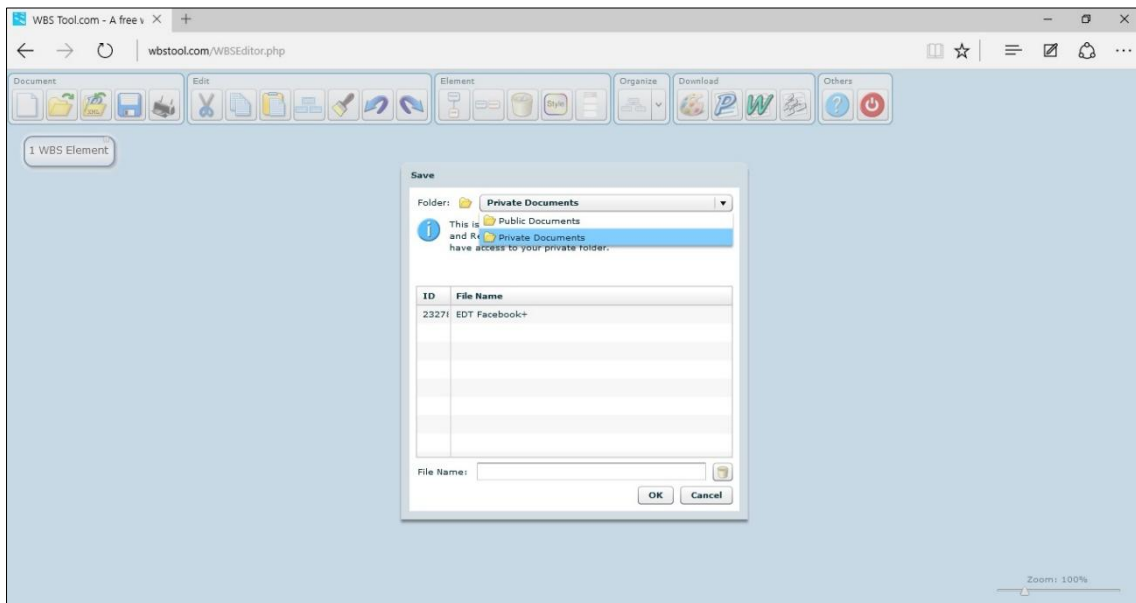 WBS Tool.com - A free
wbstool.com/WBSEditor.php
Document
Edit
Element
Organize
Download
Others
Style
1 WBS Element
Save
Folder:
Private Documents
Public Documents
Private Documents
This is
and Re
have access to your private folder.
ID File Name
2327 EDT Facebook+
File Name:
OK Cancel
Zoom: 100%